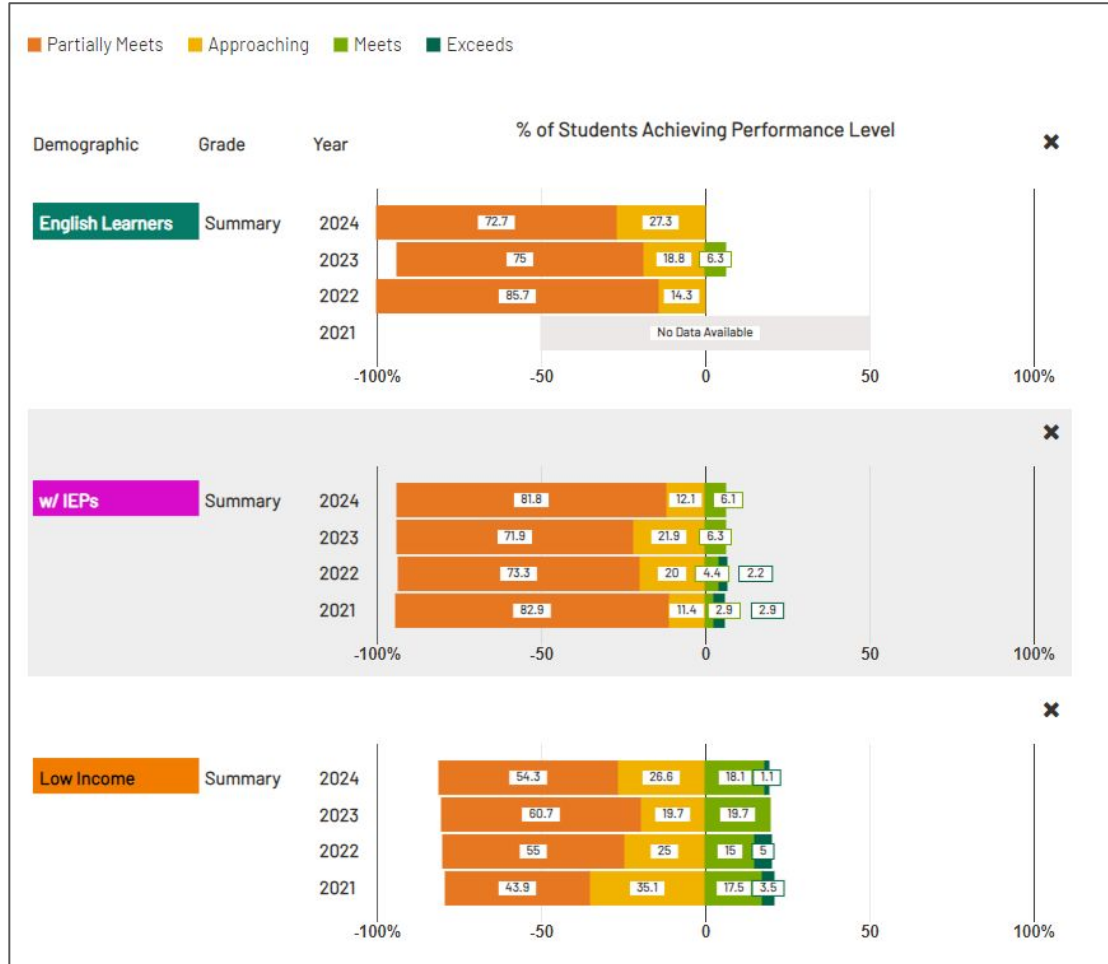 Partially Meets Approaching Meets Exceeds
% of Students Achieving Performance Level
Demographic Grade Year
English Learners Summary 2024 72.7 27.3
2023 75 18.8 6.3
2022 85.7 14.3
2021 No Data Available
-100% -50 0 50 100%
w/ IEPs Summary 2024 81.8 12.1 6.1
2023 71.9 21.9 6.3
2022 73.3 20 4.4 2.2
2021 82.9 11.4 2.9 2.9
-100% -50 0 50 100%
Low Income Summary 2024 54.3 26.6 18.1 1.1
2023 60.7 19.7 19.7
2022 55 25 15 5
2021 43.9 35.1 17.5 3.5
-100% -50 0 50 100%